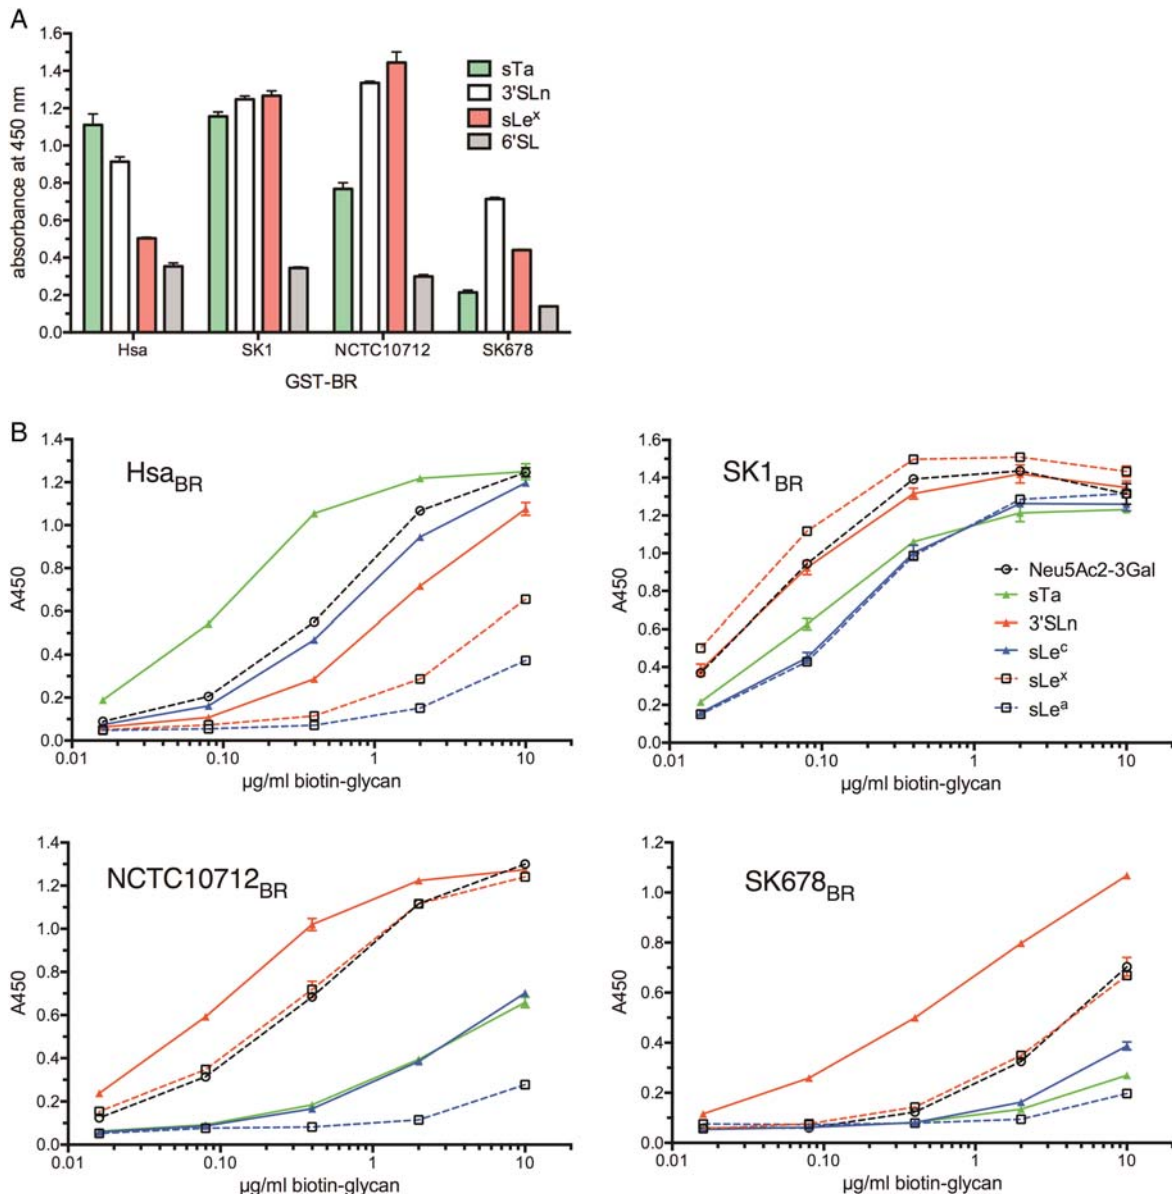 A
1.6
1.4
1.2
1.0
0.8
0.6
0.4
0.2
0.0
absorbance at 450 nm
sTa
3'SLn
sLeˣ
6'SL
Hsa SK1 NCTC10712 SK678
GST-BR
B
1.4
1.2
1.0
0.8
0.6
0.4
0.2
0.0
A450
Hsa_BR
0.01 0.10 1 10
µg/ml biotin-glycan
1.6
1.4
1.2
1.0
0.8
0.6
0.4
0.2
0.0
A450
SK1_BR
Neu5Ac2-3Gal
sTa
3'SLn
sLeᶜ
sLeˣ
sLeᵃ
0.01 0.10 1 10
µg/ml biotin-glycan
1.4
1.2
1.0
0.8
0.6
0.4
0.2
0.0
A450
NCTC10712_BR
0.01 0.10 1 10
µg/ml biotin-glycan
1.2
1.0
0.8
0.6
0.4
0.2
0.0
A450
SK678_BR
0.01 0.10 1 10
µg/ml biotin-glycan